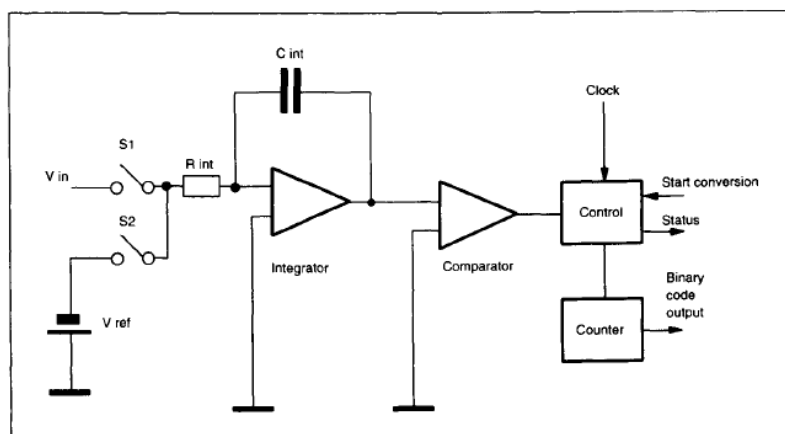 C int
Clock
S1
V in
R int
Start conversion
Control
Status
S2
Integrator
Comparator
Binary
code
output
V ref
Counter